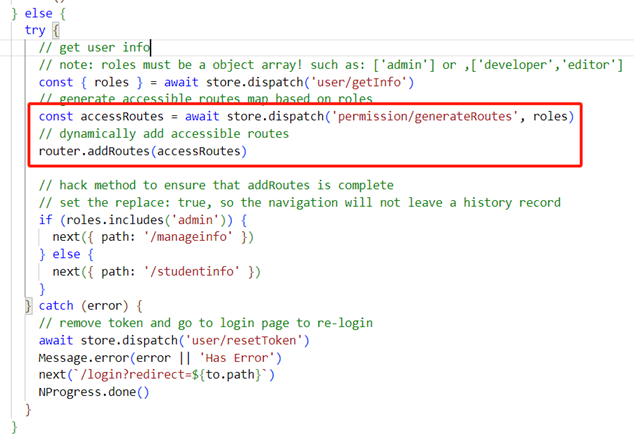 ()
} else {
try {
// get user info
// note: roles must be a object array! such as: ['admin'] or ,['developer','editor']
const { roles } = await store.dispatch('user/getInfo')
// generate accessible routes map based on roles
const accessRoutes = await store.dispatch('permission/generateRoutes', roles)
// dynamically add accessible routes
router.addRoutes(accessRoutes)
// hack method to ensure that addRoutes is complete
// set the replace: true, so the navigation will not leave a history record
if (roles.includes('admin')) {
next({ path: '/manageinfo' })
} else {
next({ path: '/studentinfo' })
}
} catch (error) {
// remove token and go to login page to re-login
await store.dispatch('user/resetToken')
Message.error(error || 'Has Error')
next(`/login?redirect=${to.path}`)
NProgress.done()
}
}